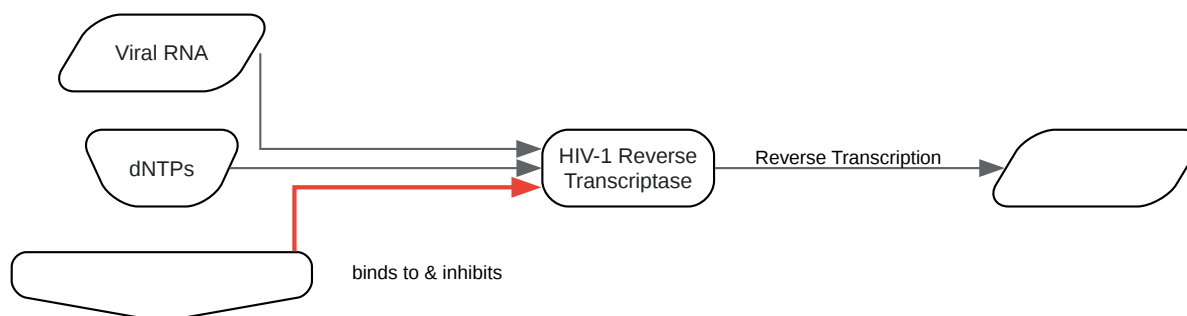 Viral RNA
dNTPs
HIV-1 Reverse
Transcriptase
Reverse Transcription
binds to & inhibits